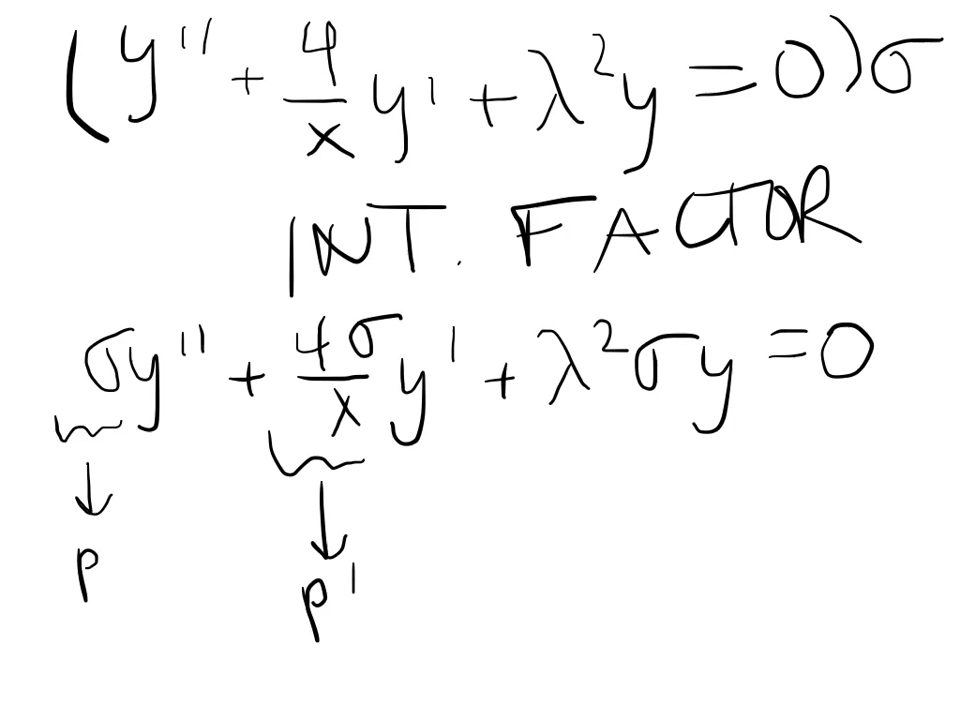 (y'' + 4/x y' + λ²y = 0)σ
INT. FACTOR
σy'' + 4σ/x y' + λ²σy = 0
↓ ↓
p p'